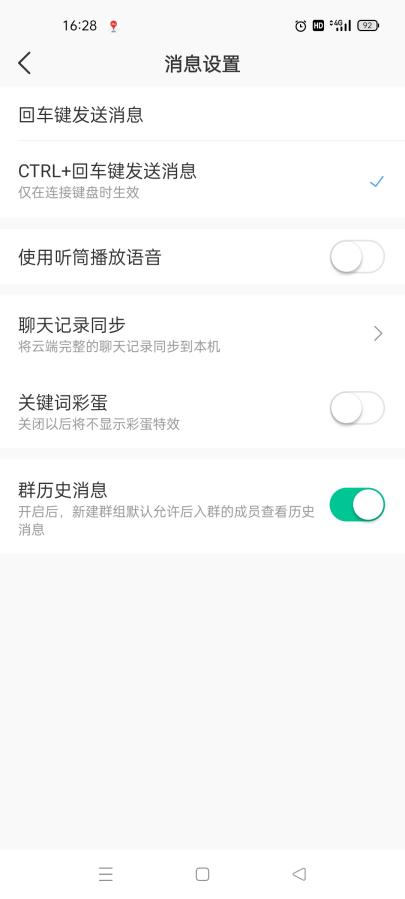 16:28 HD 4G 92
消息设置
回车键发送消息
CTRL+回车键发送消息
仅在连接键盘时生效
使用听筒播放语音
聊天记录同步
将云端完整的聊天记录同步到本机
关键词彩蛋
关闭以后将不显示彩蛋特效
群历史消息
开启后，新建群组默认允许后入群的成员查看历史
消息